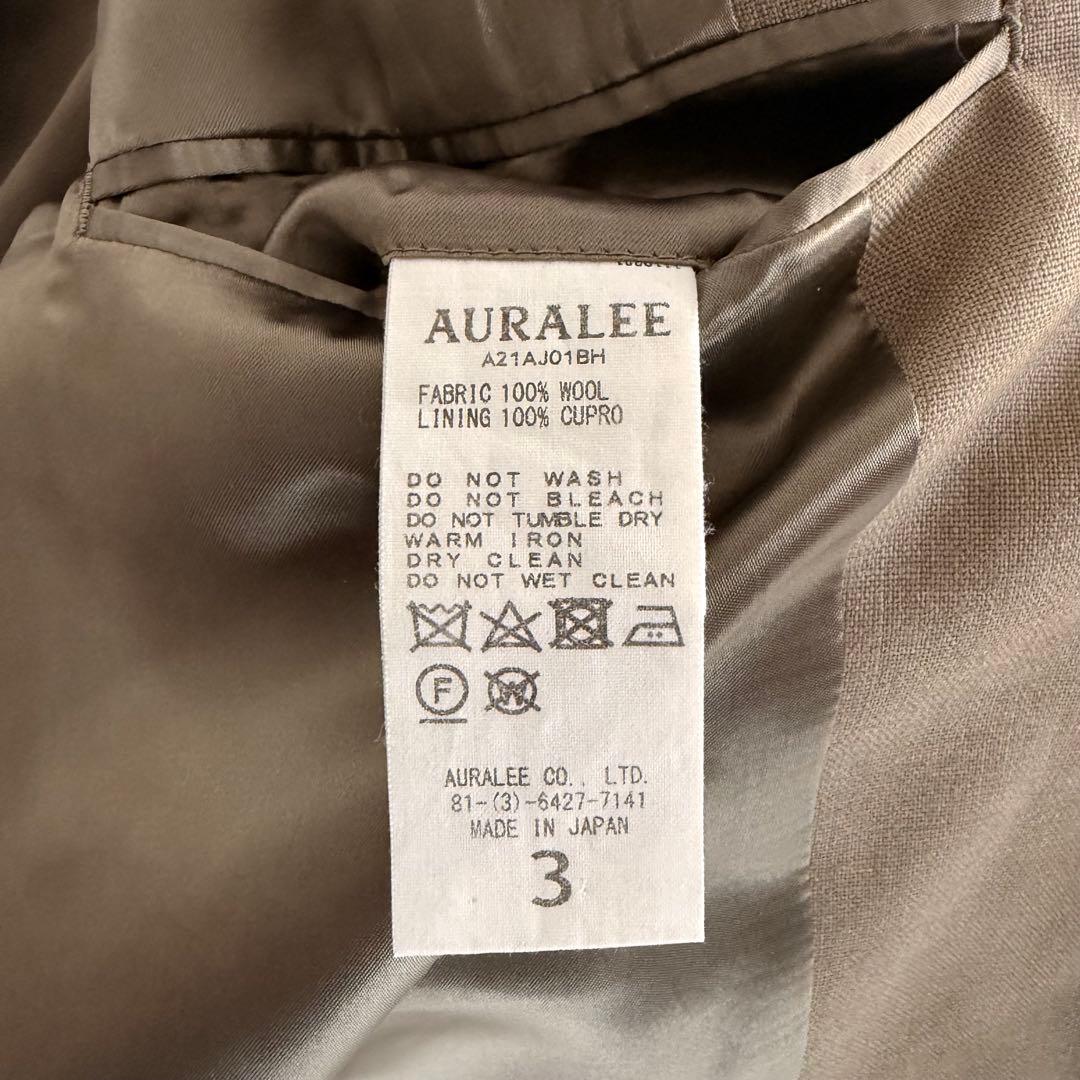 AURALEE
A21AJ01BH
FABRIC 100% WOOL
LINING 100% CUPRO
DO NOT WASH
DO NOT BLEACH
DO NOT TUMBLE DRY
WARM IRON
DRY CLEAN
DO NOT WET CLEAN
F W
AURALEE CO., LTD.
81-(3)-6427-7141
MADE IN JAPAN
3